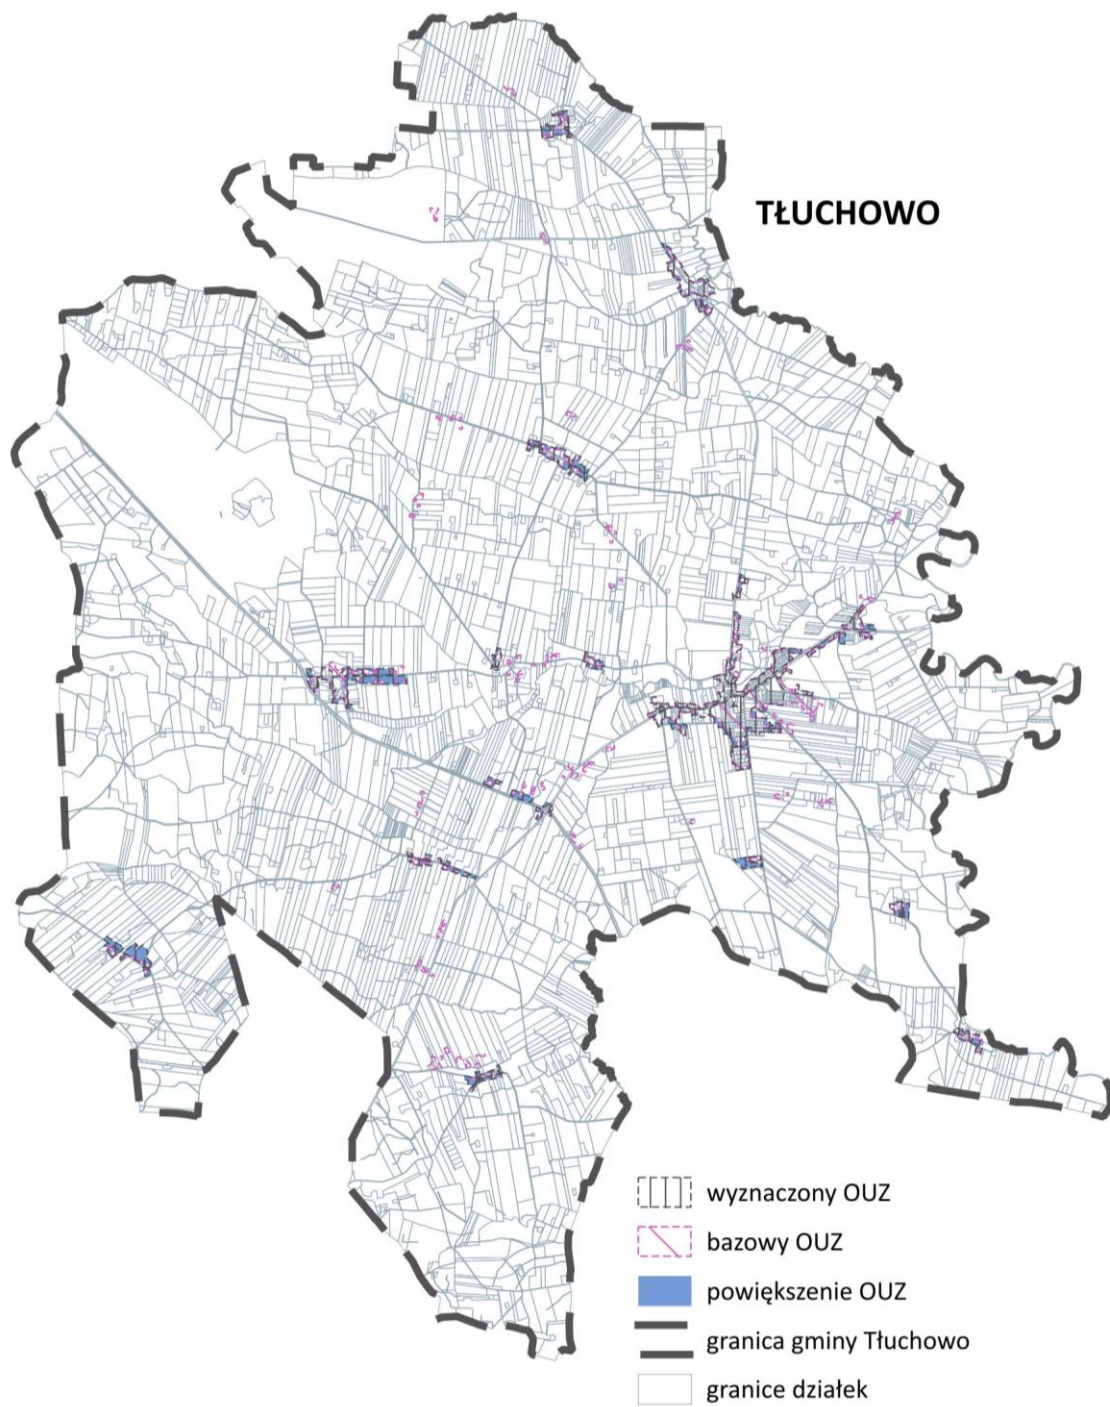 TŁUCHOWO
wyznaczony OUZ
bazowy OUZ
powiększenie OUZ
granica gminy Tłuchowo
granice działek